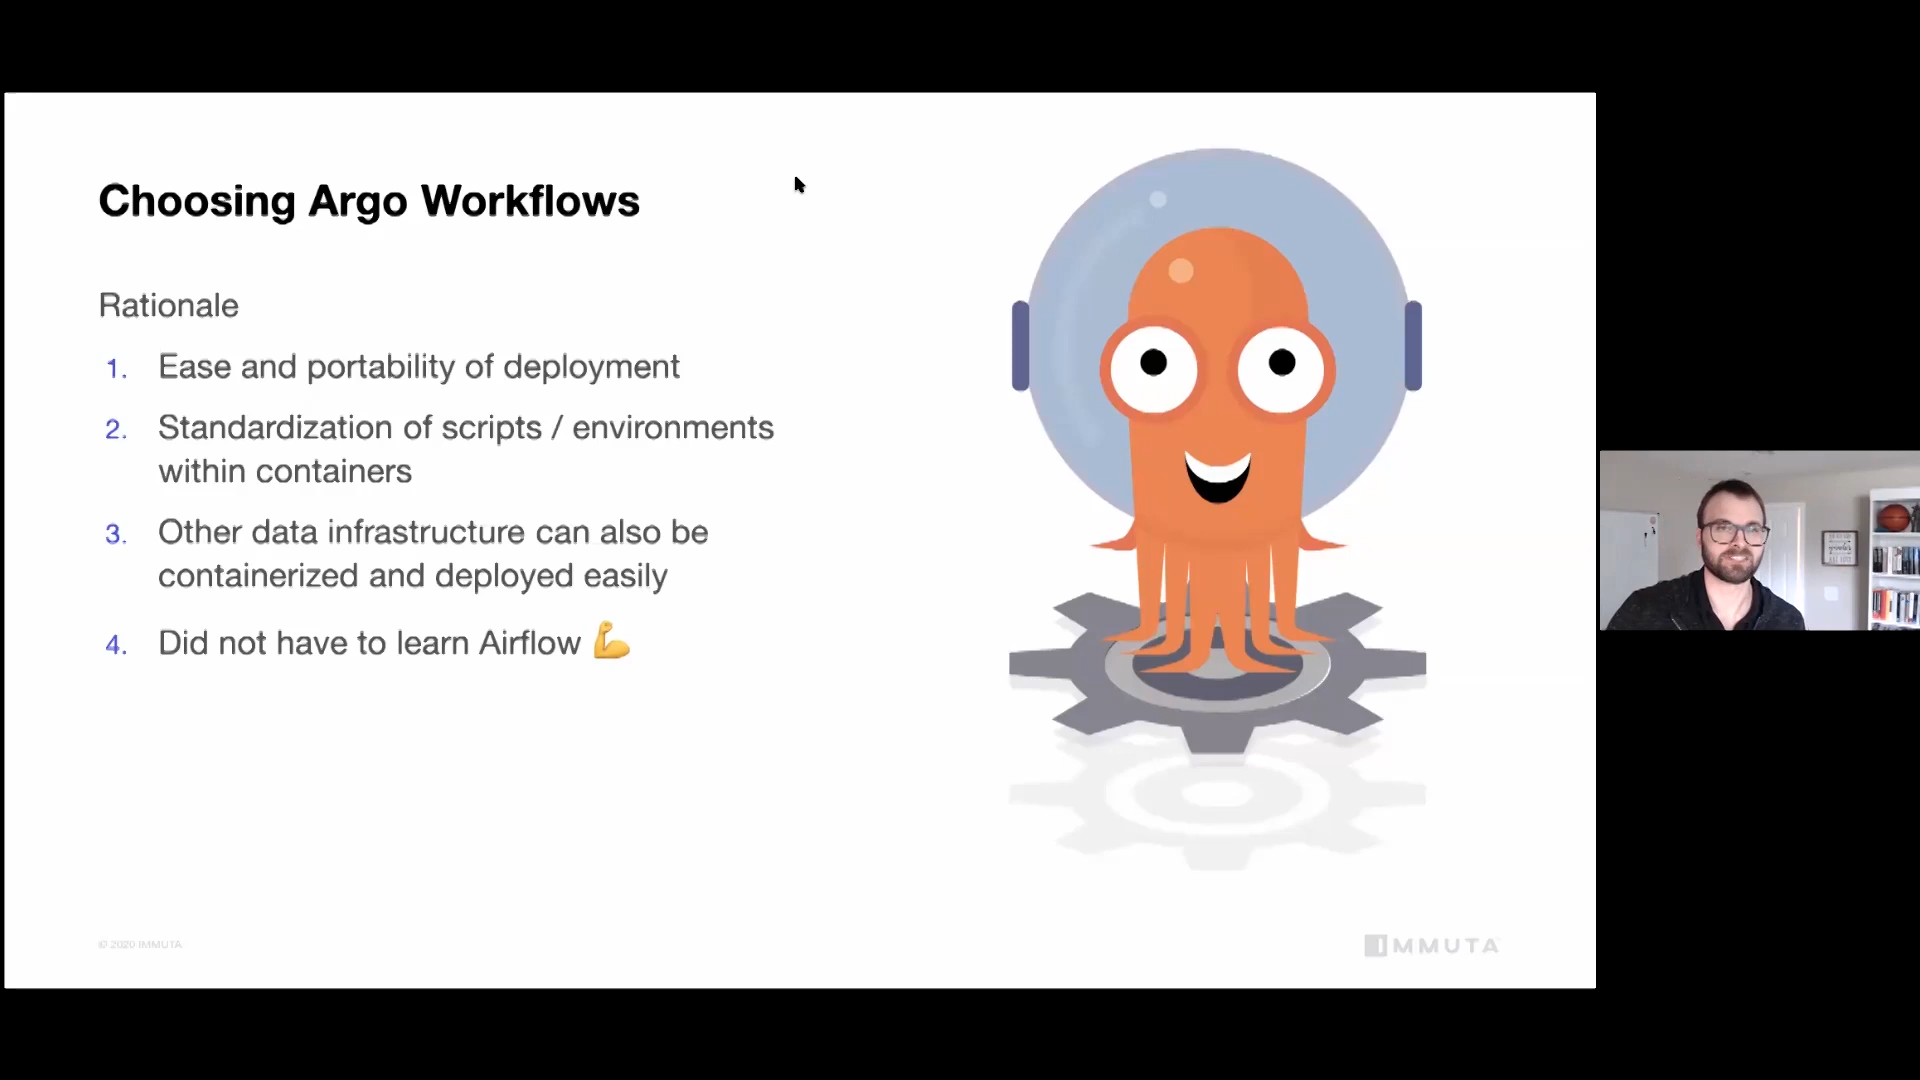 Choosing Argo Workflows
Rationale
1. Ease and portability of deployment
2. Standardization of scripts / environments
within containers
3. Other data infrastructure can also be
containerized and deployed easily
4. Did not have to learn Airflow 💪
© 2020 IMMUTA
IMMUTA